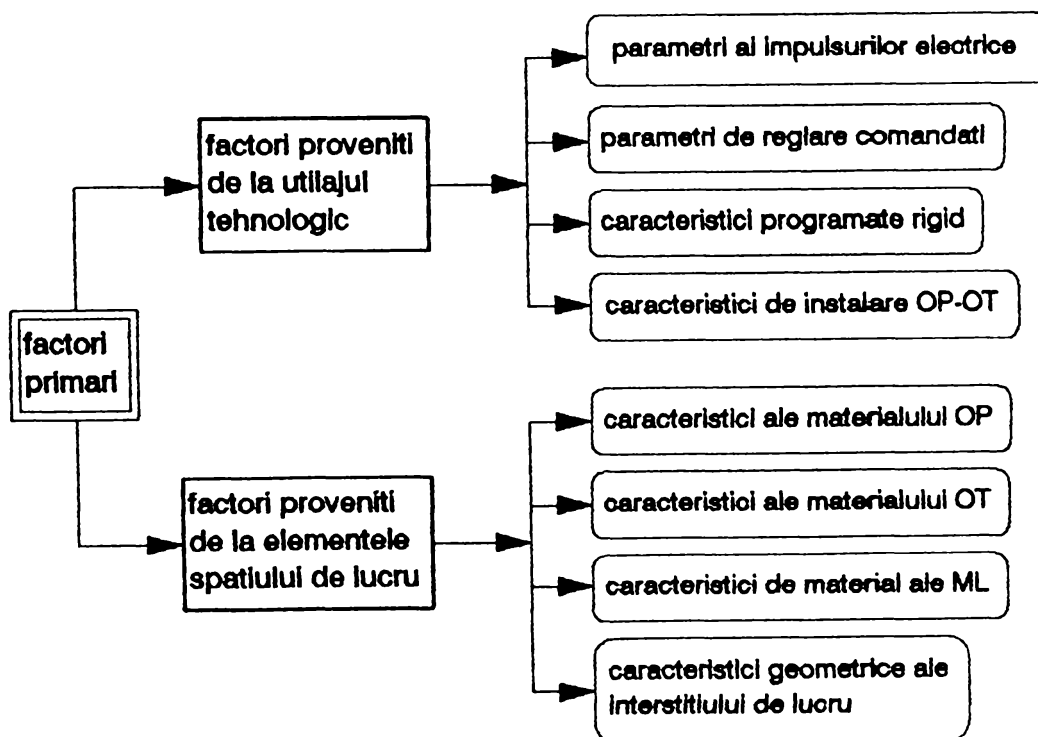 factori
primari
factori proveniti
de la utilajul
tehnologic
parametri ai impulsurilor electrice
parametri de reglare comandati
caracteristici programate rigid
caracteristici de instalare OP-OT
factori proveniti
de la elementele
spatiului de lucru
caracteristici ale materialului OP
caracteristici ale materialului OT
caracteristici de material ale ML
caracteristici geometrice ale
interstitiului de lucru